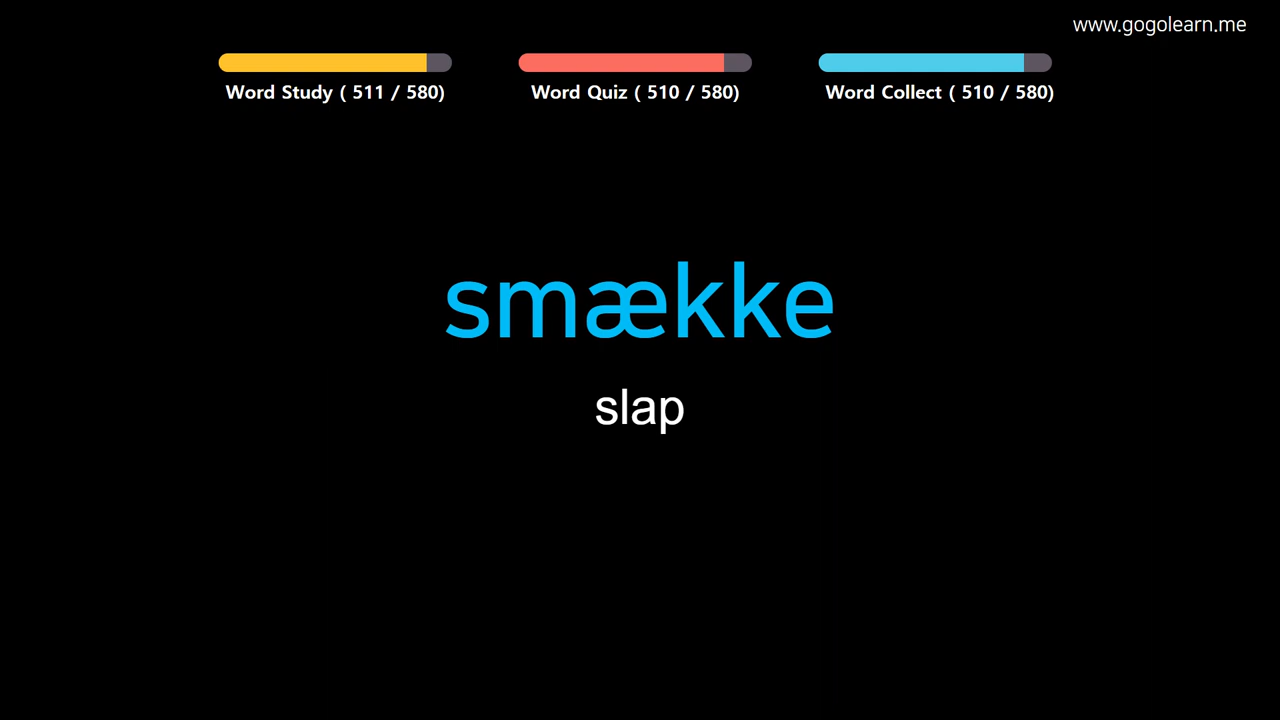 www.gogolearn.me
Word Study ( 511 / 580)
Word Quiz ( 510 / 580)
Word Collect ( 510 / 580)
smække
slap